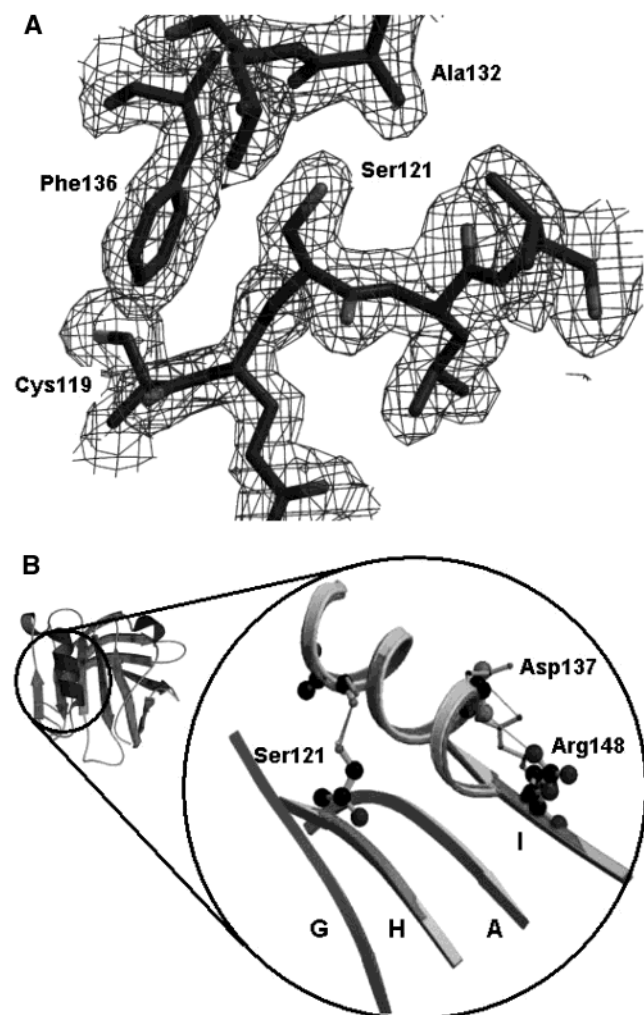 A
Ala132
Ser121
Phe136
Cys119
B
Asp137
Ser121
Arg148
I
G H A